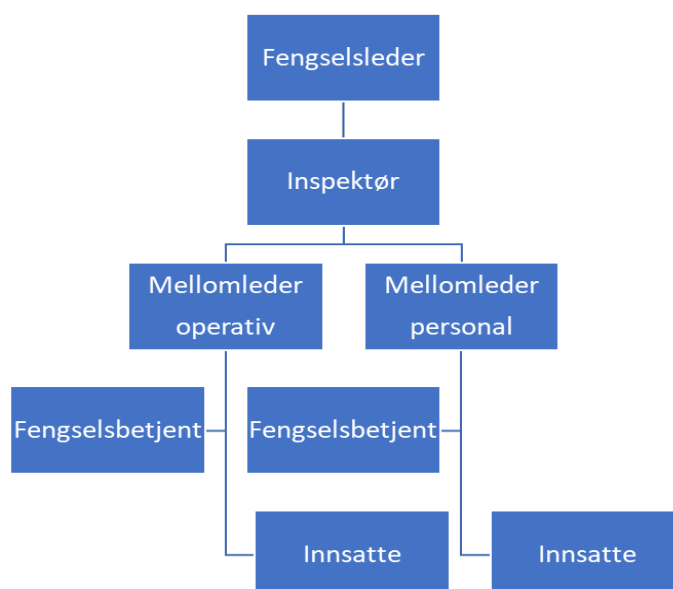 Fengselsleder
Inspektør
Mellomleder
operativ
Mellomleder
personal
Fengselsbetjent
Fengselsbetjent
Innsatte
Innsatte